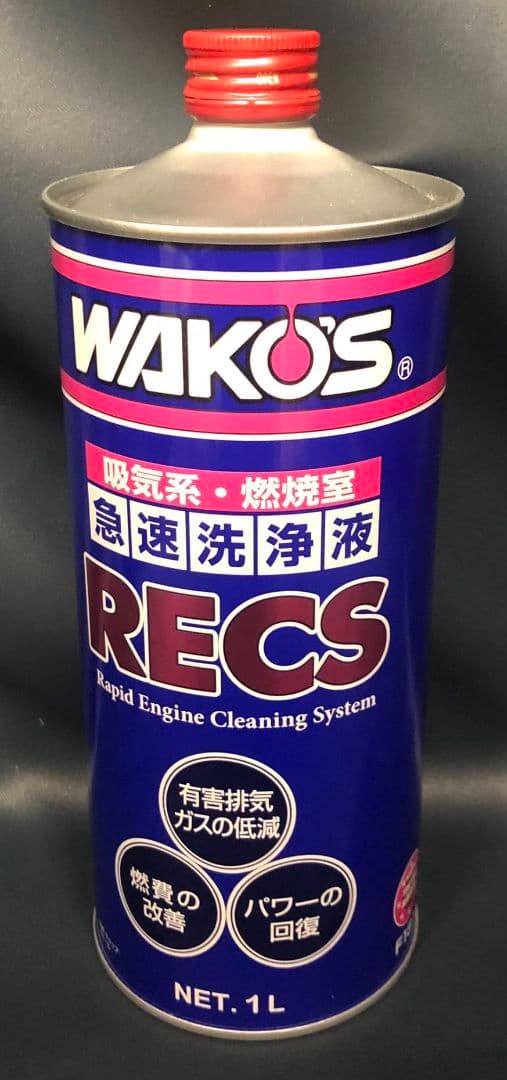 OPEN
WAKO'S®
吸気系・燃焼室
急速洗浄液
RECS
Rapid Engine Cleaning System
有害排気
ガスの低減
燃費の
改善
パワーの
回復
NET. 1L